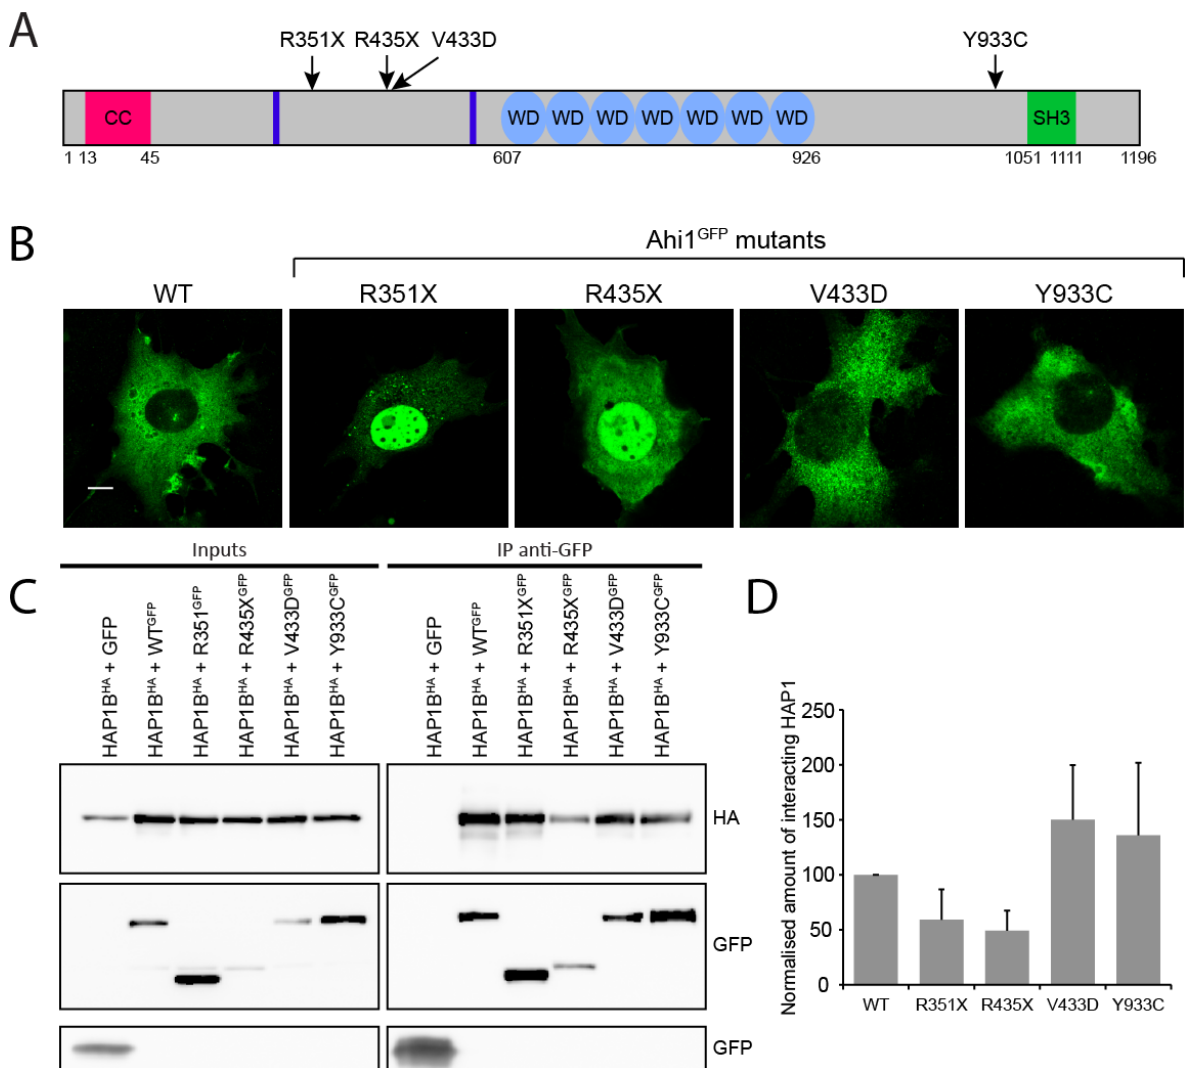 A
R351X R435X V433D Y933C
CC WD WD WD WD WD WD WD SH3
1 13 45 607 926 1051 1111 1196
B
Ahi1GFP mutants
WT R351X R435X V433D Y933C
Inputs IP anti-GFP
C
HAP1BHA + GFP
HAP1BHA + WTGFP
HAP1BHA + R351GFP
HAP1BHA + R435XGFP
HAP1BHA + V433DGFP
HAP1BHA + Y933CGFP
HAP1BHA + GFP
HAP1BHA + WTGFP
HAP1BHA + R351XGFP
HAP1BHA + R435XGFP
HAP1BHA + V433DGFP
HAP1BHA + Y933CGFP
HA
GFP
GFP
D
Normalised amount of interacting HAP1
250
200
150
100
50
0
WT R351X R435X V433D Y933C